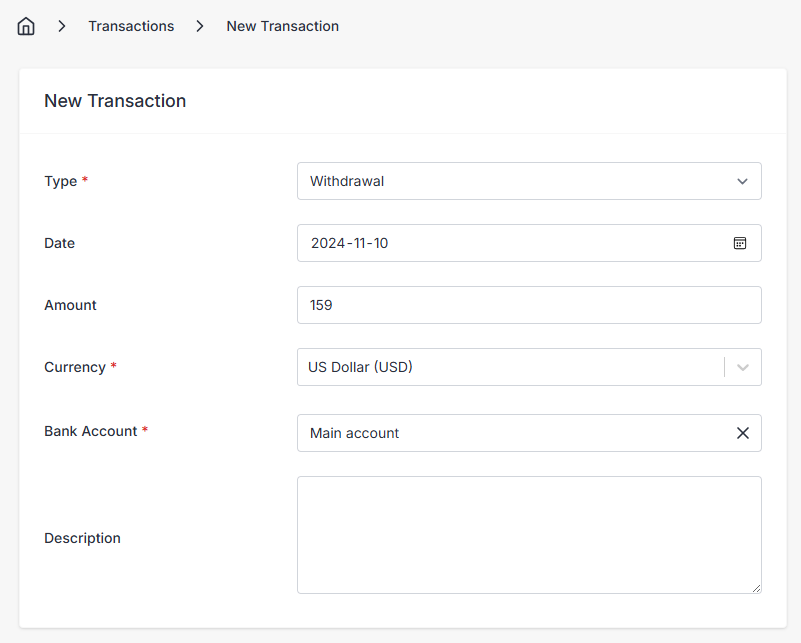 Transactions New Transaction
New Transaction
Type * Withdrawal
Date 2024-11-10
Amount 159
Currency * US Dollar (USD)
Bank Account * Main account
Description